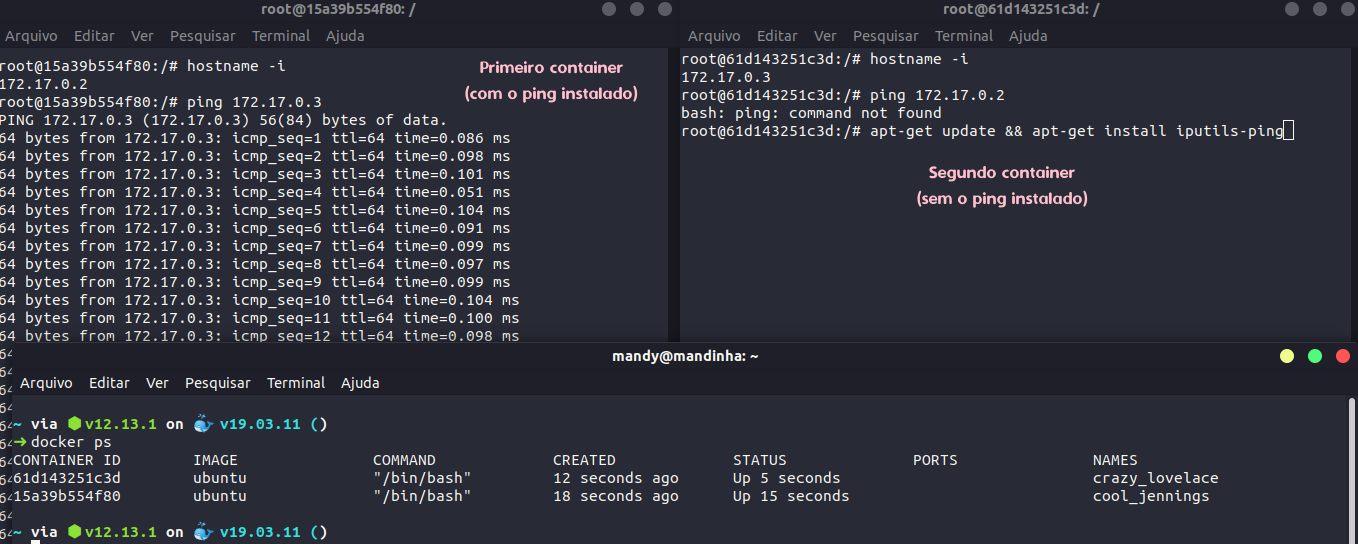 root@15a39b554f80: /
Arquivo Editar Ver Pesquisar Terminal Ajuda
root@15a39b554f80:/# hostname -i
172.17.0.2
root@15a39b554f80:/# ping 172.17.0.3
PING 172.17.0.3 (172.17.0.3) 56(84) bytes of data.
64 bytes from 172.17.0.3: icmp_seq=1 ttl=64 time=0.086 ms
64 bytes from 172.17.0.3: icmp_seq=2 ttl=64 time=0.098 ms
64 bytes from 172.17.0.3: icmp_seq=3 ttl=64 time=0.101 ms
64 bytes from 172.17.0.3: icmp_seq=4 ttl=64 time=0.051 ms
64 bytes from 172.17.0.3: icmp_seq=5 ttl=64 time=0.104 ms
64 bytes from 172.17.0.3: icmp_seq=6 ttl=64 time=0.091 ms
64 bytes from 172.17.0.3: icmp_seq=7 ttl=64 time=0.099 ms
64 bytes from 172.17.0.3: icmp_seq=8 ttl=64 time=0.097 ms
64 bytes from 172.17.0.3: icmp_seq=9 ttl=64 time=0.099 ms
64 bytes from 172.17.0.3: icmp_seq=10 ttl=64 time=0.104 ms
64 bytes from 172.17.0.3: icmp_seq=11 ttl=64 time=0.100 ms
64 bytes from 172.17.0.3: icmp_seq=12 ttl=64 time=0.098 ms
Primeiro container
(com o ping instalado)
root@61d143251c3d: /
Arquivo Editar Ver Pesquisar Terminal Ajuda
root@61d143251c3d:/# hostname -i
172.17.0.3
root@61d143251c3d:/# ping 172.17.0.2
bash: ping: command not found
root@61d143251c3d:/# apt-get update && apt-get install iputils-ping
Segundo container
(sem o ping instalado)
mandy@mandinha: ~
Arquivo Editar Ver Pesquisar Terminal Ajuda
~ via ⬢v12.13.1 on 🐳 v19.03.11 ()
➜ docker ps
CONTAINER ID IMAGE COMMAND CREATED STATUS PORTS NAMES
61d143251c3d ubuntu "/bin/bash" 12 seconds ago Up 5 seconds crazy_lovelace
15a39b554f80 ubuntu "/bin/bash" 18 seconds ago Up 15 seconds cool_jennings
~ via ⬢v12.13.1 on 🐳 v19.03.11 ()